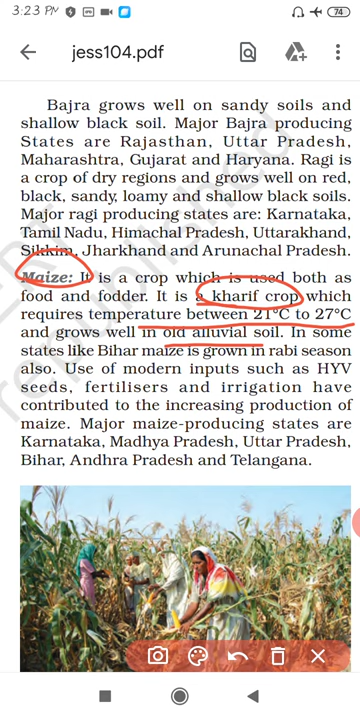 3:23 PM
74
jess104.pdf
Bajra grows well on sandy soils and
shallow black soil. Major Bajra producing
States are Rajasthan, Uttar Pradesh,
Maharashtra, Gujarat and Haryana. Ragi is
a crop of dry regions and grows well on red,
black, sandy, loamy and shallow black soils.
Major ragi producing states are: Karnataka,
Tamil Nadu, Himachal Pradesh, Uttarakhand,
Sikkim, Jharkhand and Arunachal Pradesh.
Maize: It is a crop which is used both as
food and fodder. It is a kharif crop which
requires temperature between 21°C to 27°C
and grows well in old alluvial soil. In some
states like Bihar maize is grown in rabi season
also. Use of modern inputs such as HYV
seeds, fertilisers and irrigation have
contributed to the increasing production of
maize. Major maize-producing states are
Karnataka, Madhya Pradesh, Uttar Pradesh,
Bihar, Andhra Pradesh and Telangana.